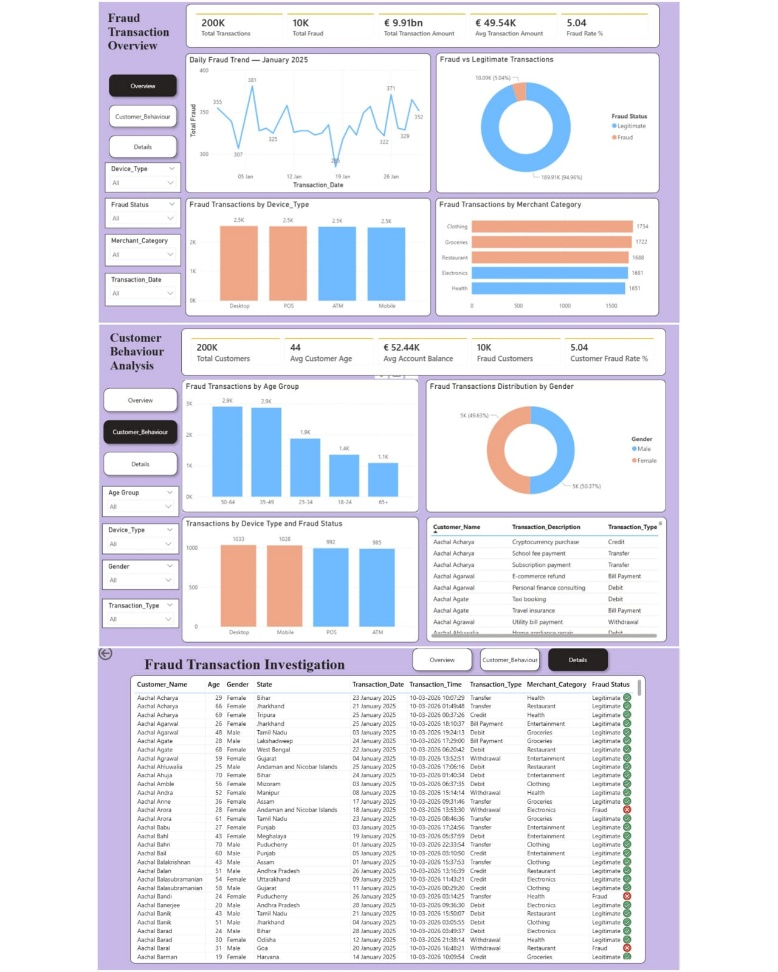 Fraud
Transaction
Overview
200K
Total Transactions
10K
Total Fraud
€ 9.91bn
Total Transaction Amount
€ 49.54K
Avg Transaction Amount
5.04
Fraud Rate %
Overview
Customer_Behaviour
Details
Device_Type
All
Fraud Status
All
Merchant_Category
All
Transaction_Date
All
Daily Fraud Trend — January 2025
Total Fraud
400
350
300
355
307
381
325
322
371
329
352
05 Jan
12 Jan
19 Jan
26 Jan
Transaction_Date
Fraud vs Legitimate Transactions
Fraud Status
Legitimate
Fraud
Fraud Transactions by Device_Type
2K
1K
0K
2.5K
2.5K
2.5K
2.5K
Desktop
POS
ATM
Mobile
Fraud Transactions by Merchant Category
Clothing 1734
Groceries 1722
Restaurant 1688
Electronics 1661
Health 1651
0
500
1000
1500
Customer
Behaviour
Analysis
200K
Total Customers
44
Avg Customer Age
€ 52.44K
Avg Account Balance
10K
Fraud Customers
5.04
Customer Fraud Rate %
Overview
Customer_Behaviour
Details
Age Group
All
Device_Type
All
Gender
All
Transaction_Type
All
Fraud Transactions by Age Group
3K
2K
1K
0K
2.9K
2.9K
1.9K
1.4K
1.1K
50-64
35-49
25-34
18-24
65+
Fraud Transactions Distribution by Gender
5K (49.63%)
5K (50.37%)
Gender
Male
Female
Transactions by Device Type and Fraud Status
1000
500
0
1033
1028
992
985
Desktop
Mobile
POS
ATM
Customer_Name Transaction_Description Transaction_Type
Aachal Acharya Cryptocurrency purchase Credit
Aachal Acharya School fee payment Transfer
Aachal Acharya Subscription payment Transfer
Aachal Agarwal E-commerce refund Bill Payment
Aachal Agarwal Personal finance consulting Debit
Aachal Agate Taxi booking Debit
Aachal Agate Travel insurance Bill Payment
Aachal Agrawal Utility bill payment Withdrawal
Aachal Ahluwalia Home appliance repair Debit
Fraud Transaction Investigation
Overview
Customer_Behaviour
Details
Customer_Name Age Gender State Transaction_Date Transaction_Time Transaction_Type Merchant_Category Fraud Status
Aachal Acharya 29 Female Bihar 23 January 2025 10-03-2026 10:07:29 Transfer Health Legitimate
Aachal Acharya 66 Female Jharkhand 21 January 2025 10-03-2026 01:49:48 Transfer Restaurant Legitimate
Aachal Acharya 69 Female Tripura 25 January 2025 10-03-2026 00:37:26 Credit Health Legitimate
Aachal Agarwal 26 Female Jharkhand 25 January 2025 10-03-2026 18:10:37 Bill Payment Entertainment Legitimate
Aachal Agarwal 48 Male Tamil Nadu 03 January 2025 10-03-2026 19:24:13 Debit Groceries Legitimate
Aachal Agate 28 Male Lakshadweep 24 January 2025 10-03-2026 17:29:00 Bill Payment Groceries Legitimate
Aachal Agate 68 Female West Bengal 22 January 2025 10-03-2026 06:20:42 Debit Restaurant Legitimate
Aachal Agrawal 59 Female Gujarat 04 January 2025 10-03-2026 13:52:51 Withdrawal Entertainment Legitimate
Aachal Ahluwalia 25 Male Andaman and Nicobar Islands 25 January 2025 10-03-2026 17:06:16 Debit Restaurant Legitimate
Aachal Ahuja 70 Female Bihar 24 January 2025 10-03-2026 01:40:34 Debit Entertainment Legitimate
Aachal Amble 56 Female Mizoram 03 January 2025 10-03-2026 06:37:35 Debit Clothing Legitimate
Aachal Andra 52 Female Manipur 08 January 2025 10-03-2026 15:14:14 Withdrawal Health Legitimate
Aachal Anne 36 Female Assam 17 January 2025 10-03-2026 09:31:46 Transfer Groceries Legitimate
Aachal Arora 28 Female Andaman and Nicobar Islands 18 January 2025 10-03-2026 13:53:30 Withdrawal Electronics Fraud
Aachal Arora 61 Female Tamil Nadu 23 January 2025 10-03-2026 08:46:36 Transfer Groceries Legitimate
Aachal Babu 27 Female Punjab 03 January 2025 10-03-2026 17:24:56 Transfer Entertainment Legitimate
Aachal Bahl 43 Female Meghalaya 19 January 2025 10-03-2026 05:37:59 Debit Entertainment Legitimate
Aachal Bahri 70 Male Puducherry 01 January 2025 10-03-2026 22:33:54 Transfer Clothing Legitimate
Aachal Bail 60 Male Punjab 05 January 2025 10-03-2026 03:10:50 Credit Entertainment Legitimate
Aachal Balakrishnan 43 Male Assam 01 January 2025 10-03-2026 15:37:53 Transfer Clothing Legitimate
Aachal Balan 51 Male Andhra Pradesh 26 January 2025 10-03-2026 13:16:39 Credit Restaurant Legitimate
Aachal Balasubramanian 54 Female Uttarakhand 09 January 2025 10-03-2026 11:43:21 Credit Electronics Legitimate
Aachal Balasubramanian 58 Male Gujarat 11 January 2025 10-03-2026 00:29:20 Credit Clothing Legitimate
Aachal Bandi 24 Female Puducherry 26 January 2025 10-03-2026 03:14:25 Transfer Health Fraud
Aachal Banerjee 20 Male Andhra Pradesh 28 January 2025 10-03-2026 09:36:30 Debit Electronics Legitimate
Aachal Banik 43 Male Tamil Nadu 21 January 2025 10-03-2026 15:50:07 Debit Restaurant Legitimate
Aachal Banik 51 Male Jharkhand 04 January 2025 10-03-2026 03:05:55 Debit Clothing Legitimate
Aachal Barad 24 Male Bihar 28 January 2025 10-03-2026 03:49:37 Debit Electronics Legitimate
Aachal Barad 30 Female Odisha 12 January 2025 10-03-2026 21:38:14 Withdrawal Health Legitimate
Aachal Baral 31 Male Goa 20 January 2025 10-03-2026 16:48:21 Withdrawal Restaurant Fraud
Aachal Barman 19 Female Haryana 14 January 2025 10-03-2026 10:09:54 Credit Groceries Legitimate